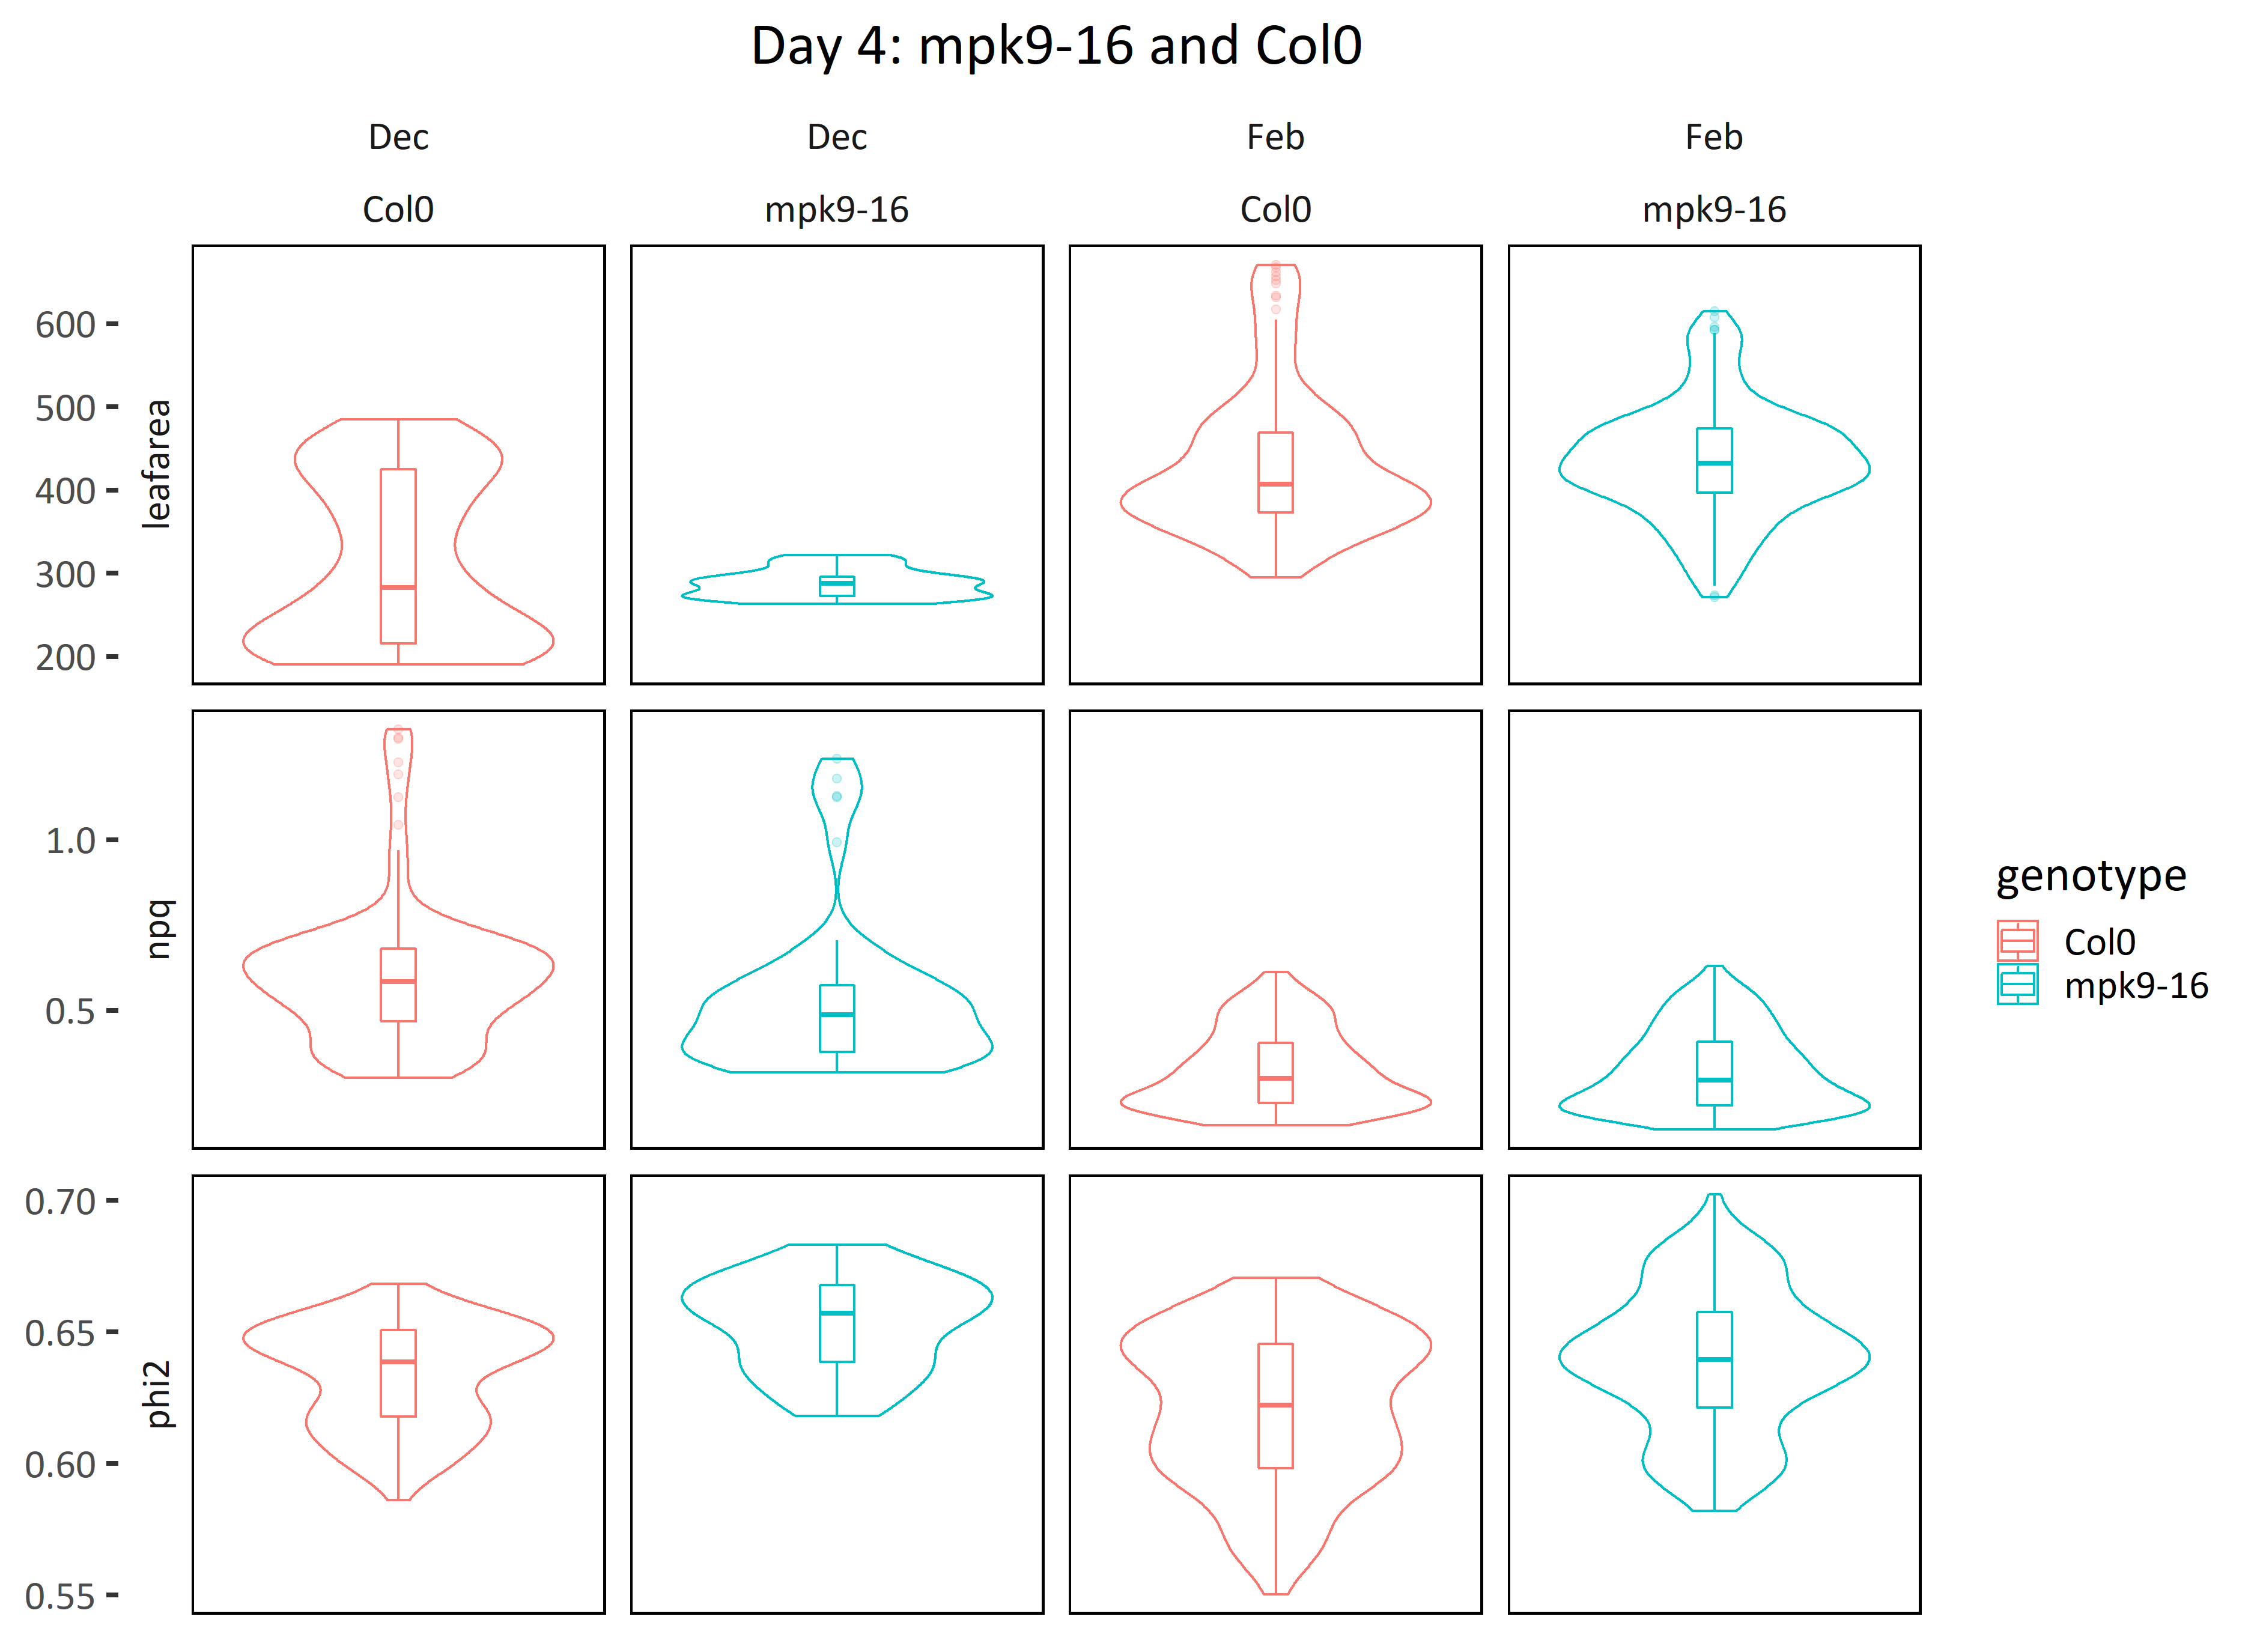 Day 4: mpk9-16 and Col0
Dec Dec Feb Feb
Col0 mpk9-16 Col0 mpk9-16
600
500
400
300
200
leafarea
1.0
0.5
npq
0.70
0.65
0.60
0.55
phi2
genotype
Col0
mpk9-16